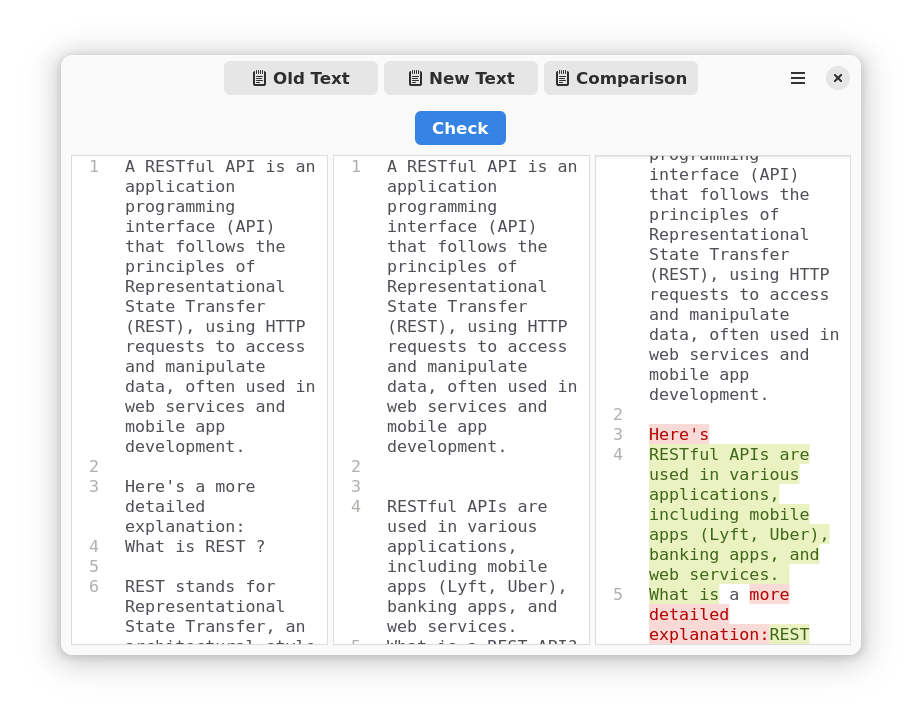 Old Text
New Text
Comparison
Check
1 A RESTful API is an
application
programming
interface (API)
that follows the
principles of
Representational
State Transfer
(REST), using HTTP
requests to access
and manipulate
data, often used in
web services and
mobile app
development.
2
3 Here's a more
detailed
explanation:
4 What is REST ?
5
6 REST stands for
Representational
State Transfer, an
architectural style
1 A RESTful API is an
application
programming
interface (API)
that follows the
principles of
Representational
State Transfer
(REST), using HTTP
requests to access
and manipulate
data, often used in
web services and
mobile app
development.
2
3
4 RESTful APIs are
used in various
applications,
including mobile
apps (Lyft, Uber),
banking apps, and
web services.
5 What is a REST API?
programming
interface (API)
that follows the
principles of
Representational
State Transfer
(REST), using HTTP
requests to access
and manipulate
data, often used in
web services and
mobile app
development.
2
3 Here's
4 RESTful APIs are
used in various
applications,
including mobile
apps (Lyft, Uber),
banking apps, and
web services.
5 What is a more
detailed
explanation:REST